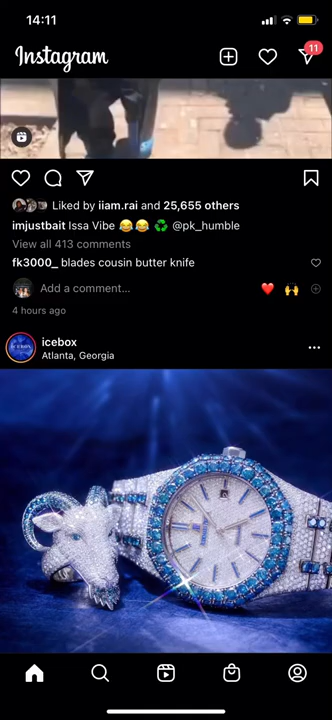 14:11
Instagram
11
Liked by iiam.rai and 25,655 others
imjustbait Issa Vibe 😂😂 ♻️ @pk_humble
View all 413 comments
fk3000_ blades cousin butter knife
Add a comment...
4 hours ago
icebox
Atlanta, Georgia